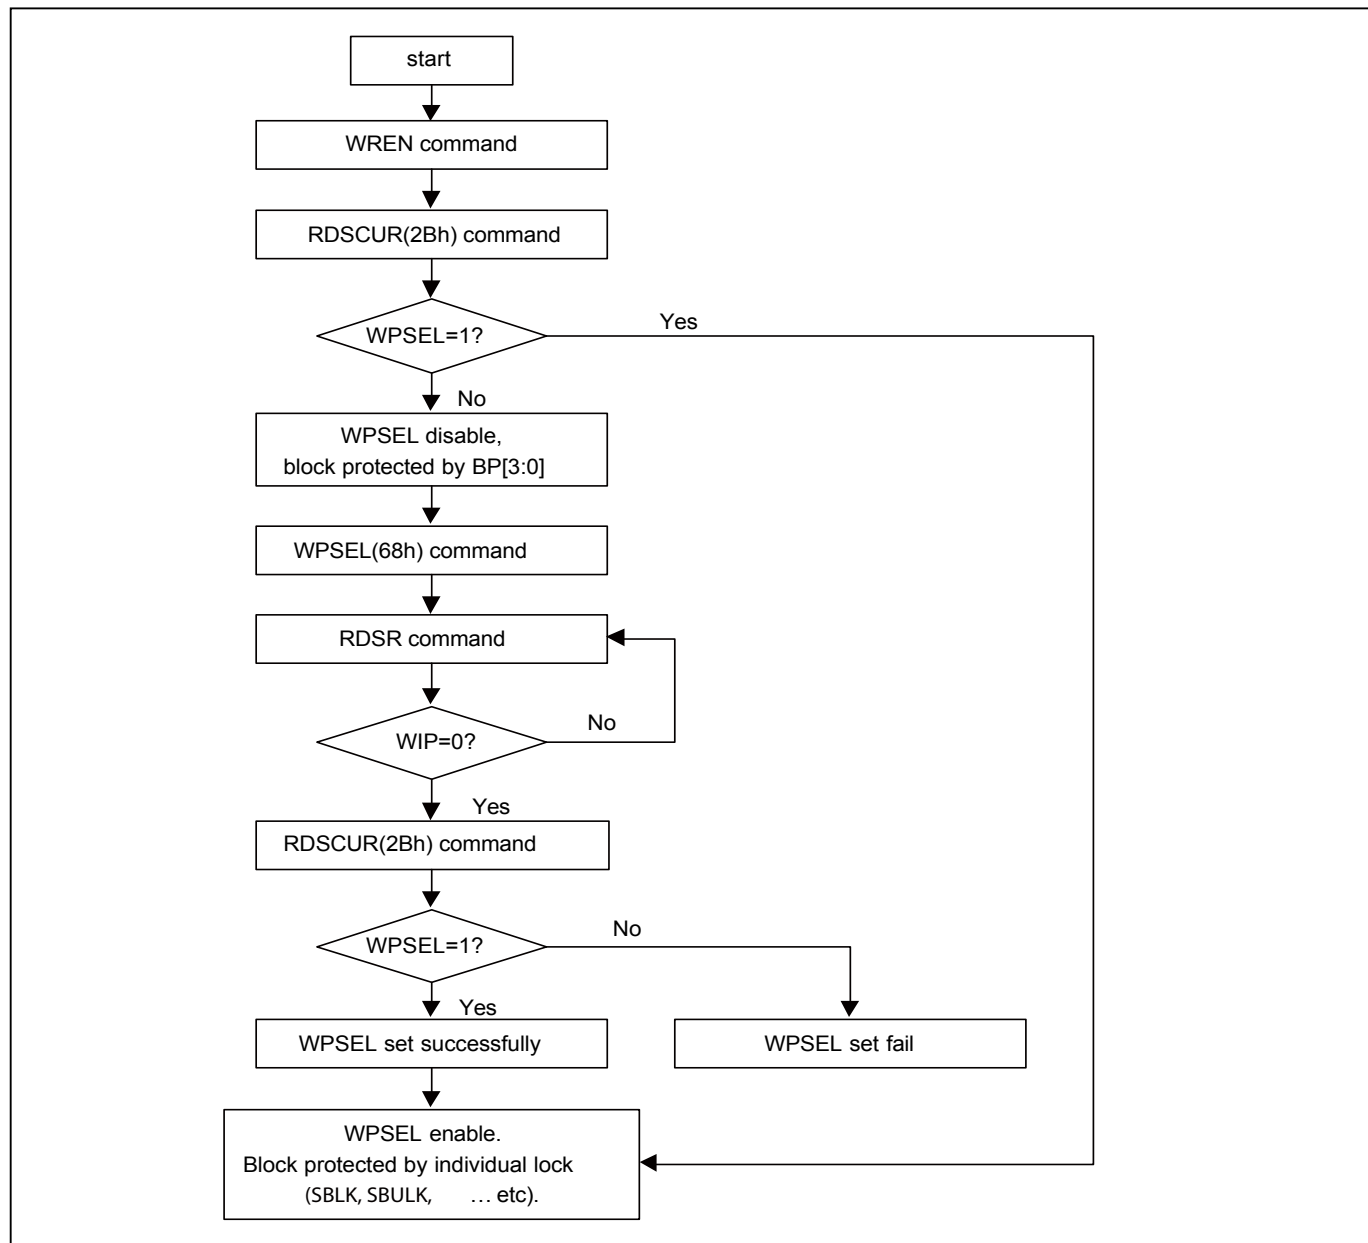 start
WREN command
RDSCUR(2Bh) command
WPSEL=1?
Yes
No
WPSEL disable,
block protected by BP[3:0]
WPSEL(68h) command
RDSR command
WIP=0?
No
Yes
RDSCUR(2Bh) command
WPSEL=1?
No
Yes
WPSEL set successfully
WPSEL set fail
WPSEL enable.
Block protected by individual lock
(SBLK, SBULK, … etc).